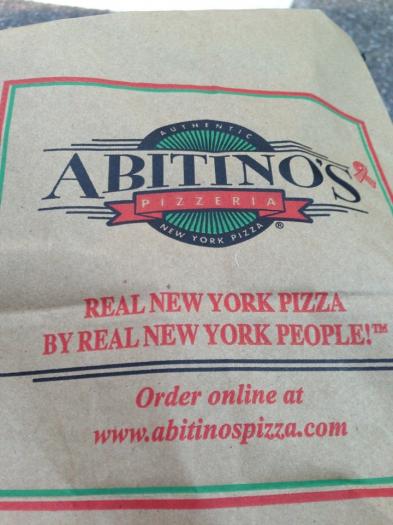 AUTHENTIC
ABITINO'S
PIZZERIA
NEW YORK PIZZA ®
REAL NEW YORK PIZZA
BY REAL NEW YORK PEOPLE!™
Order online at
www.abitinospizza.com